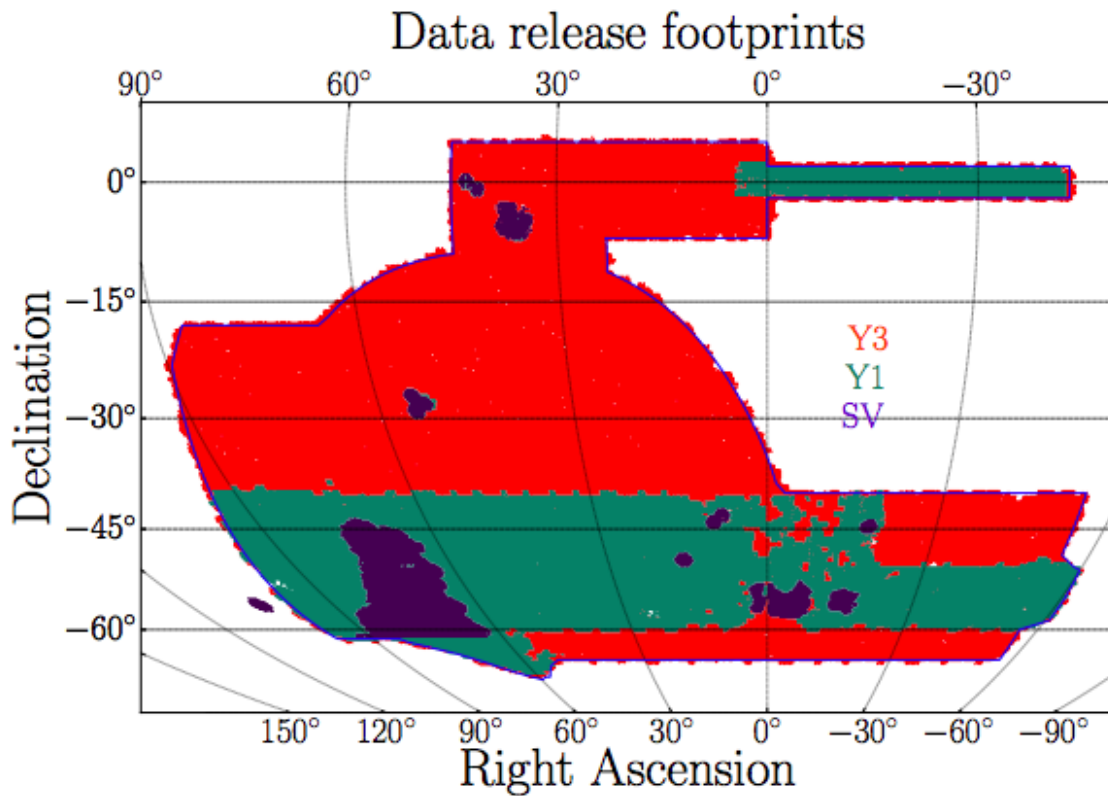 Data release footprints
90° 60° 30° 0° −30°
0°
−15°
−30°
−45°
−60°
Declination
Y3
Y1
SV
150° 120° 90° 60° 30° 0° −30° −60° −90°
Right Ascension